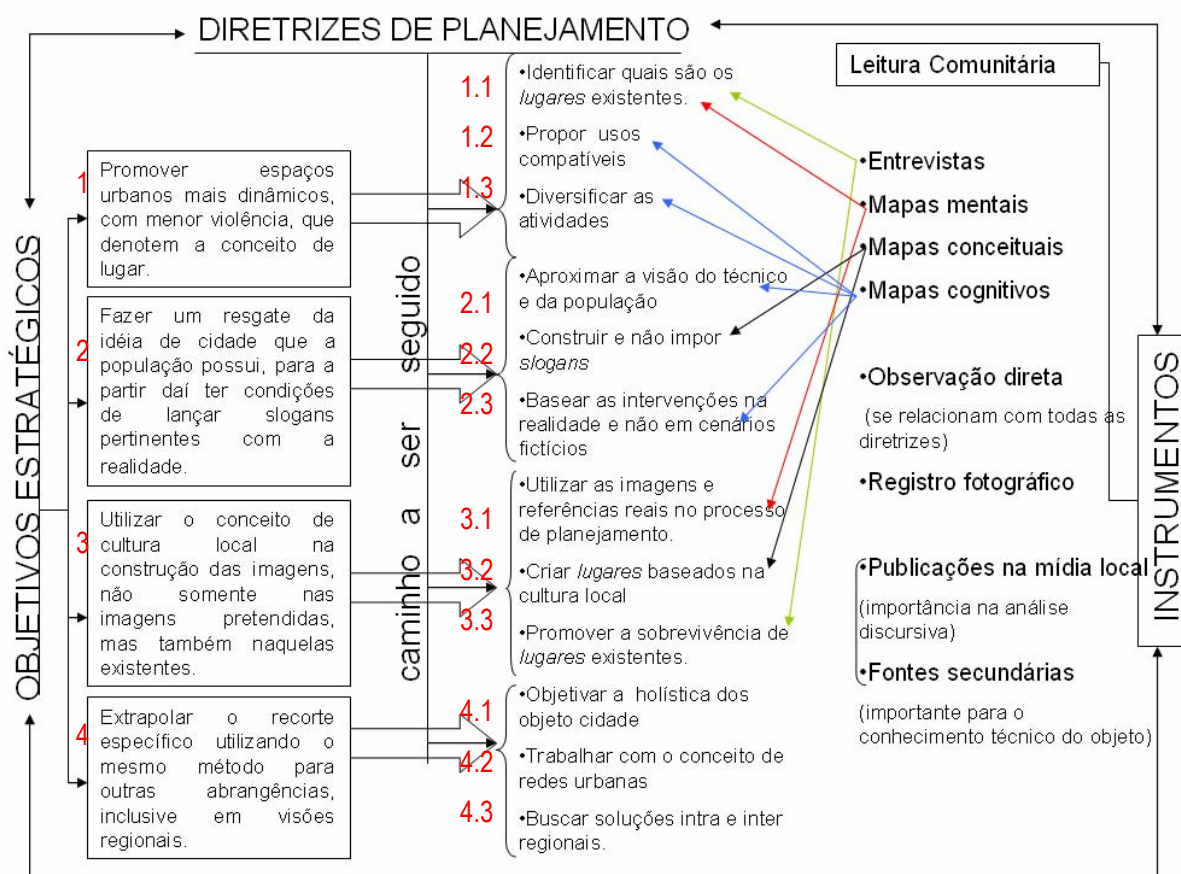 DIRETRIZES DE PLANEJAMENTO
OBJETIVOS ESTRATÉGICOS
1
Promover espaços
urbanos mais dinâmicos,
com menor violência, que
denotem a conceito de
lugar.
2
Fazer um resgate da
idéia de cidade que a
população possui, para a
partir daí ter condições
de lançar slogans
pertinentes com a
realidade.
3
Utilizar o conceito de
cultura local na
construção das imagens,
não somente nas
imagens pretendidas,
mas também naquelas
existentes.
4
Extrapolar o recorte
específico utilizando o
mesmo método para
outras abrangências,
inclusive em visões
regionais.
caminho a ser seguido
1.1
•Identificar quais são os
lugares existentes.
1.2
•Propor usos
compatíveis
1.3
•Diversificar as
atividades
2.1
•Aproximar a visão do técnico
e da população
2.2
•Construir e não impor
slogans
2.3
•Basear as intervenções na
realidade e não em cenários
fictícios
3.1
•Utilizar as imagens e
referências reais no processo
de planejamento.
3.2
•Criar lugares baseados na
cultura local
3.3
•Promover a sobrevivência de
lugares existentes.
4.1
•Objetivar a holística dos
objeto cidade
4.2
•Trabalhar com o conceito de
redes urbanas
4.3
•Buscar soluções intra e inter
regionais.
Leitura Comunitária
•Entrevistas
•Mapas mentais
•Mapas conceituais
•Mapas cognitivos
•Observação direta
(se relacionam com todas as
diretrizes)
•Registro fotográfico
•Publicações na mídia local
(importância na análise
discursiva)
•Fontes secundárias
(importante para o
conhecimento técnico do objeto)
INSTRUMENTOS